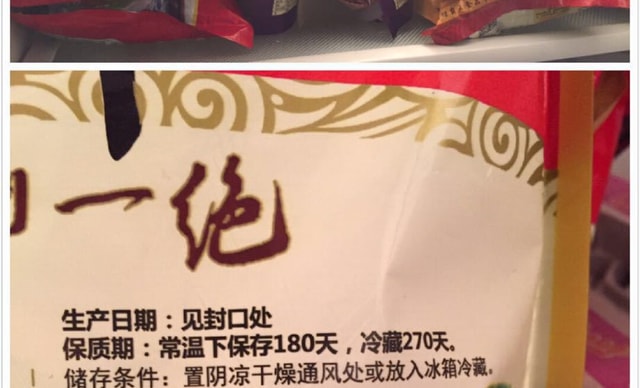 一绝
生产日期：见封口处
保质期：常温下保存180天，冷藏270天。
储存条件：置阴凉干燥通风处或放入冰箱冷藏。